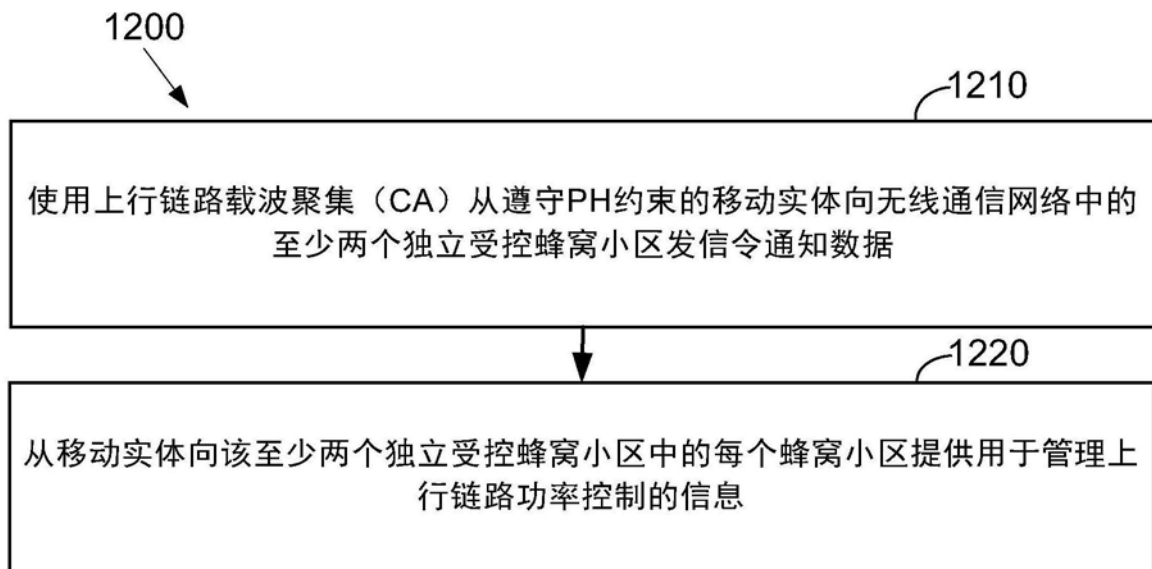 1200
1210
使用上行链路载波聚集（CA）从遵守PH约束的移动实体向无线通信网络中的
至少两个独立受控蜂窝小区发信令通知数据
1220
从移动实体向该至少两个独立受控蜂窝小区中的每个蜂窝小区提供用于管理上
行链路功率控制的信息